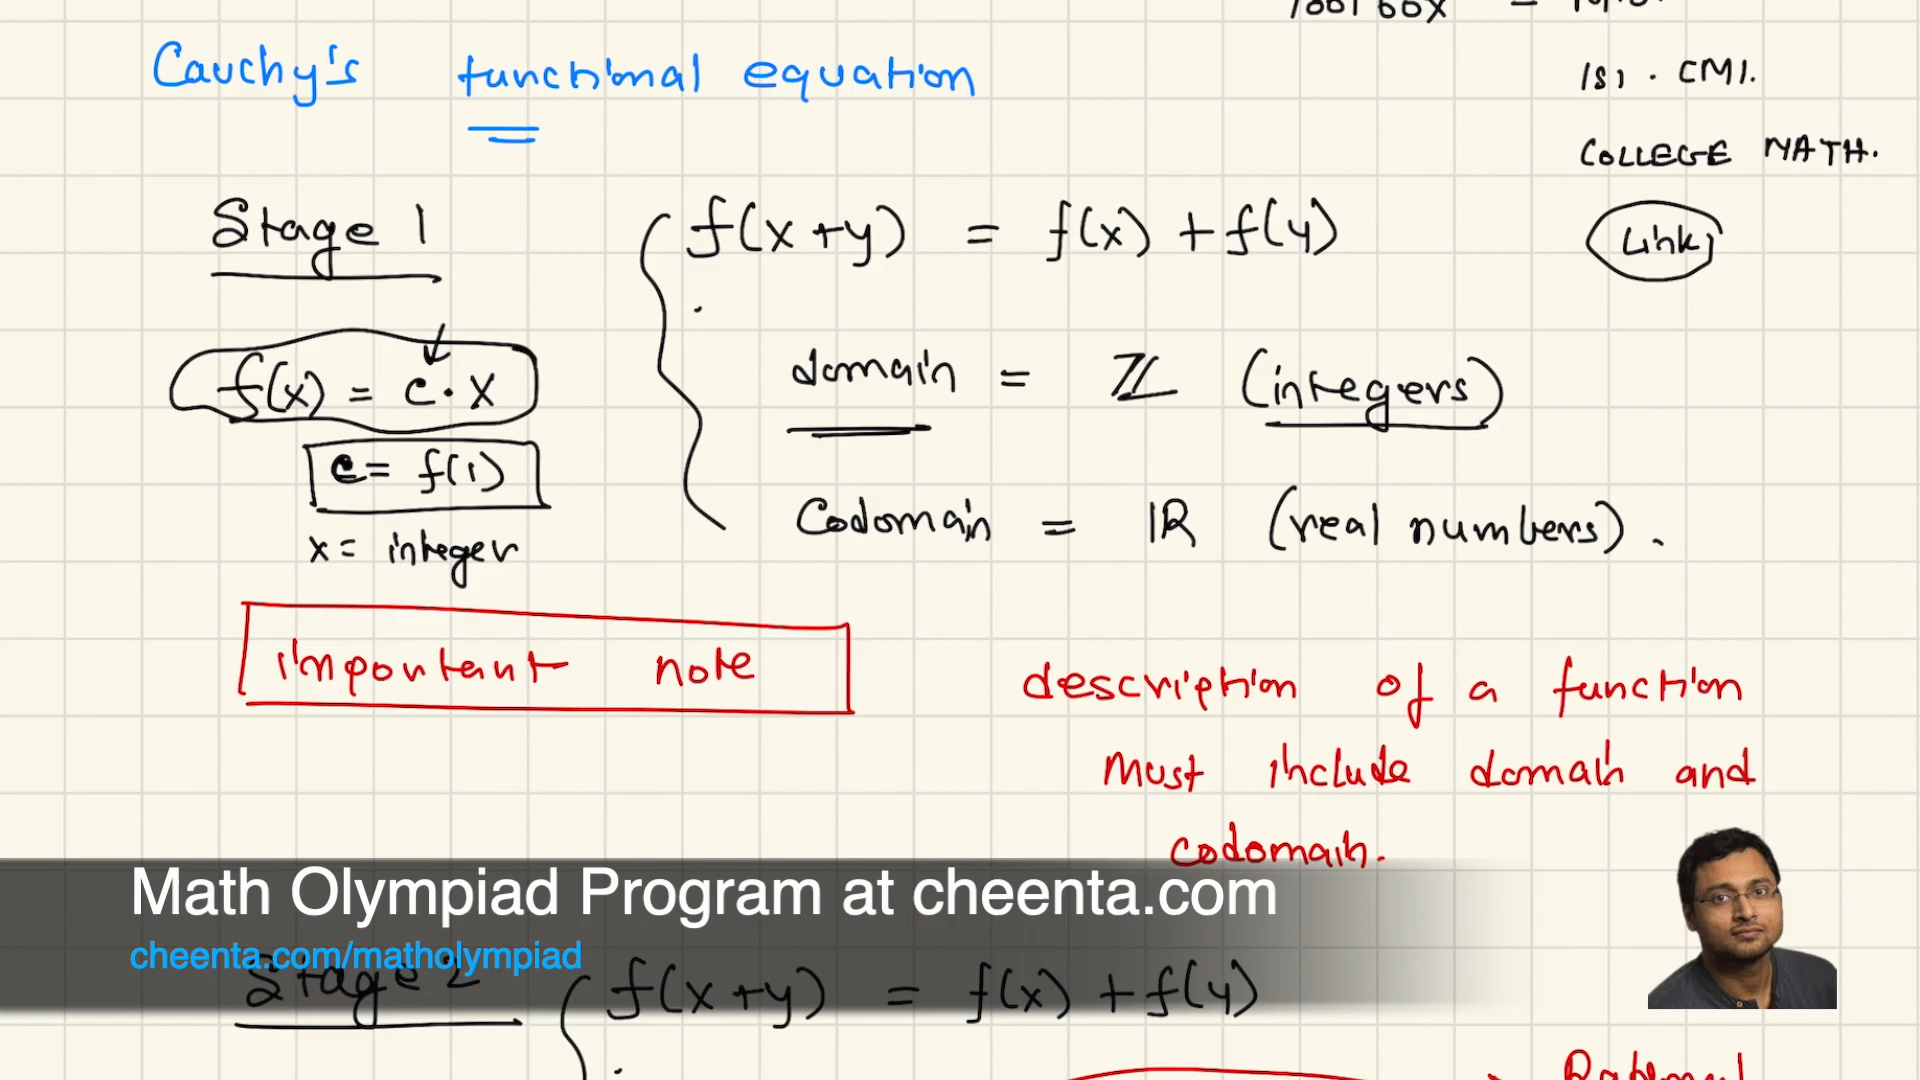 Cauchy's functional equation
ISI . CMI.
COLLEGE MATH.
Link
Stage 1
f(x+y) = f(x) + f(y)
f(x) = c·x
domain = ℤ (integers)
c = f(1)
Codomain = ℝ (real numbers).
x = integer
important note
description of a function
must include domain and
codomain.
Math Olympiad Program at cheenta.com
cheenta.com/matholympiad
Stage 2
f(x+y) = f(x) + f(y)
Rational